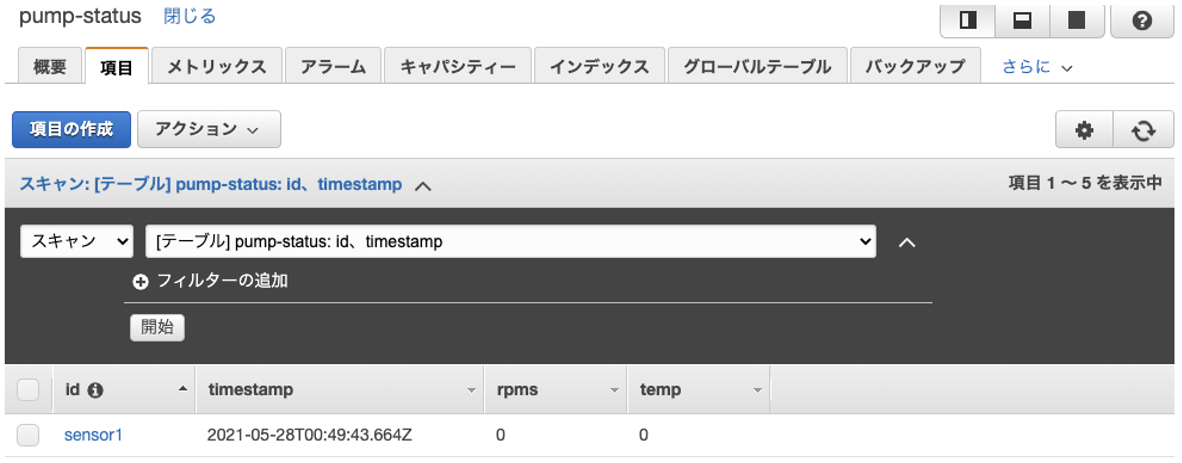 pump-status 閉じる
概要 項目 メトリックス アラーム キャパシティー インデックス グローバルテーブル バックアップ さらに
項目の作成 アクション
スキャン: [テーブル] pump-status: id、timestamp 項目 1 〜 5 を表示中
スキャン [テーブル] pump-status: id、timestamp
フィルターの追加
開始
id timestamp rpms temp
sensor1 2021-05-28T00:49:43.664Z 0 0